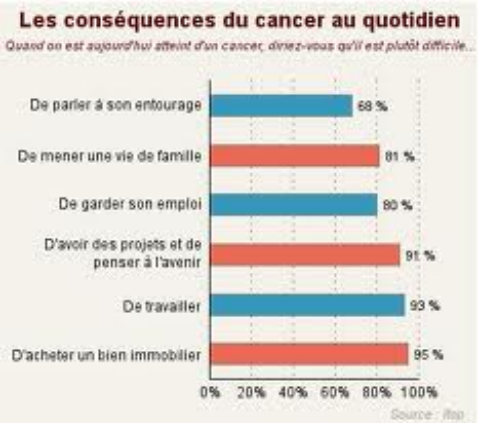 Les conséquences du cancer au quotidien
Quand on est aujourd'hui atteint d'un cancer, diriez-vous qu'il est plutôt difficile...
De parler à son entourage
68 %
De mener une vie de famille
81 %
De garder son emploi
80 %
D'avoir des projets et de
penser à l'avenir
91 %
De travailler
93 %
D'acheter un bien immobilier
95 %
0% 20% 40% 60% 80% 100%
Source : Ifop